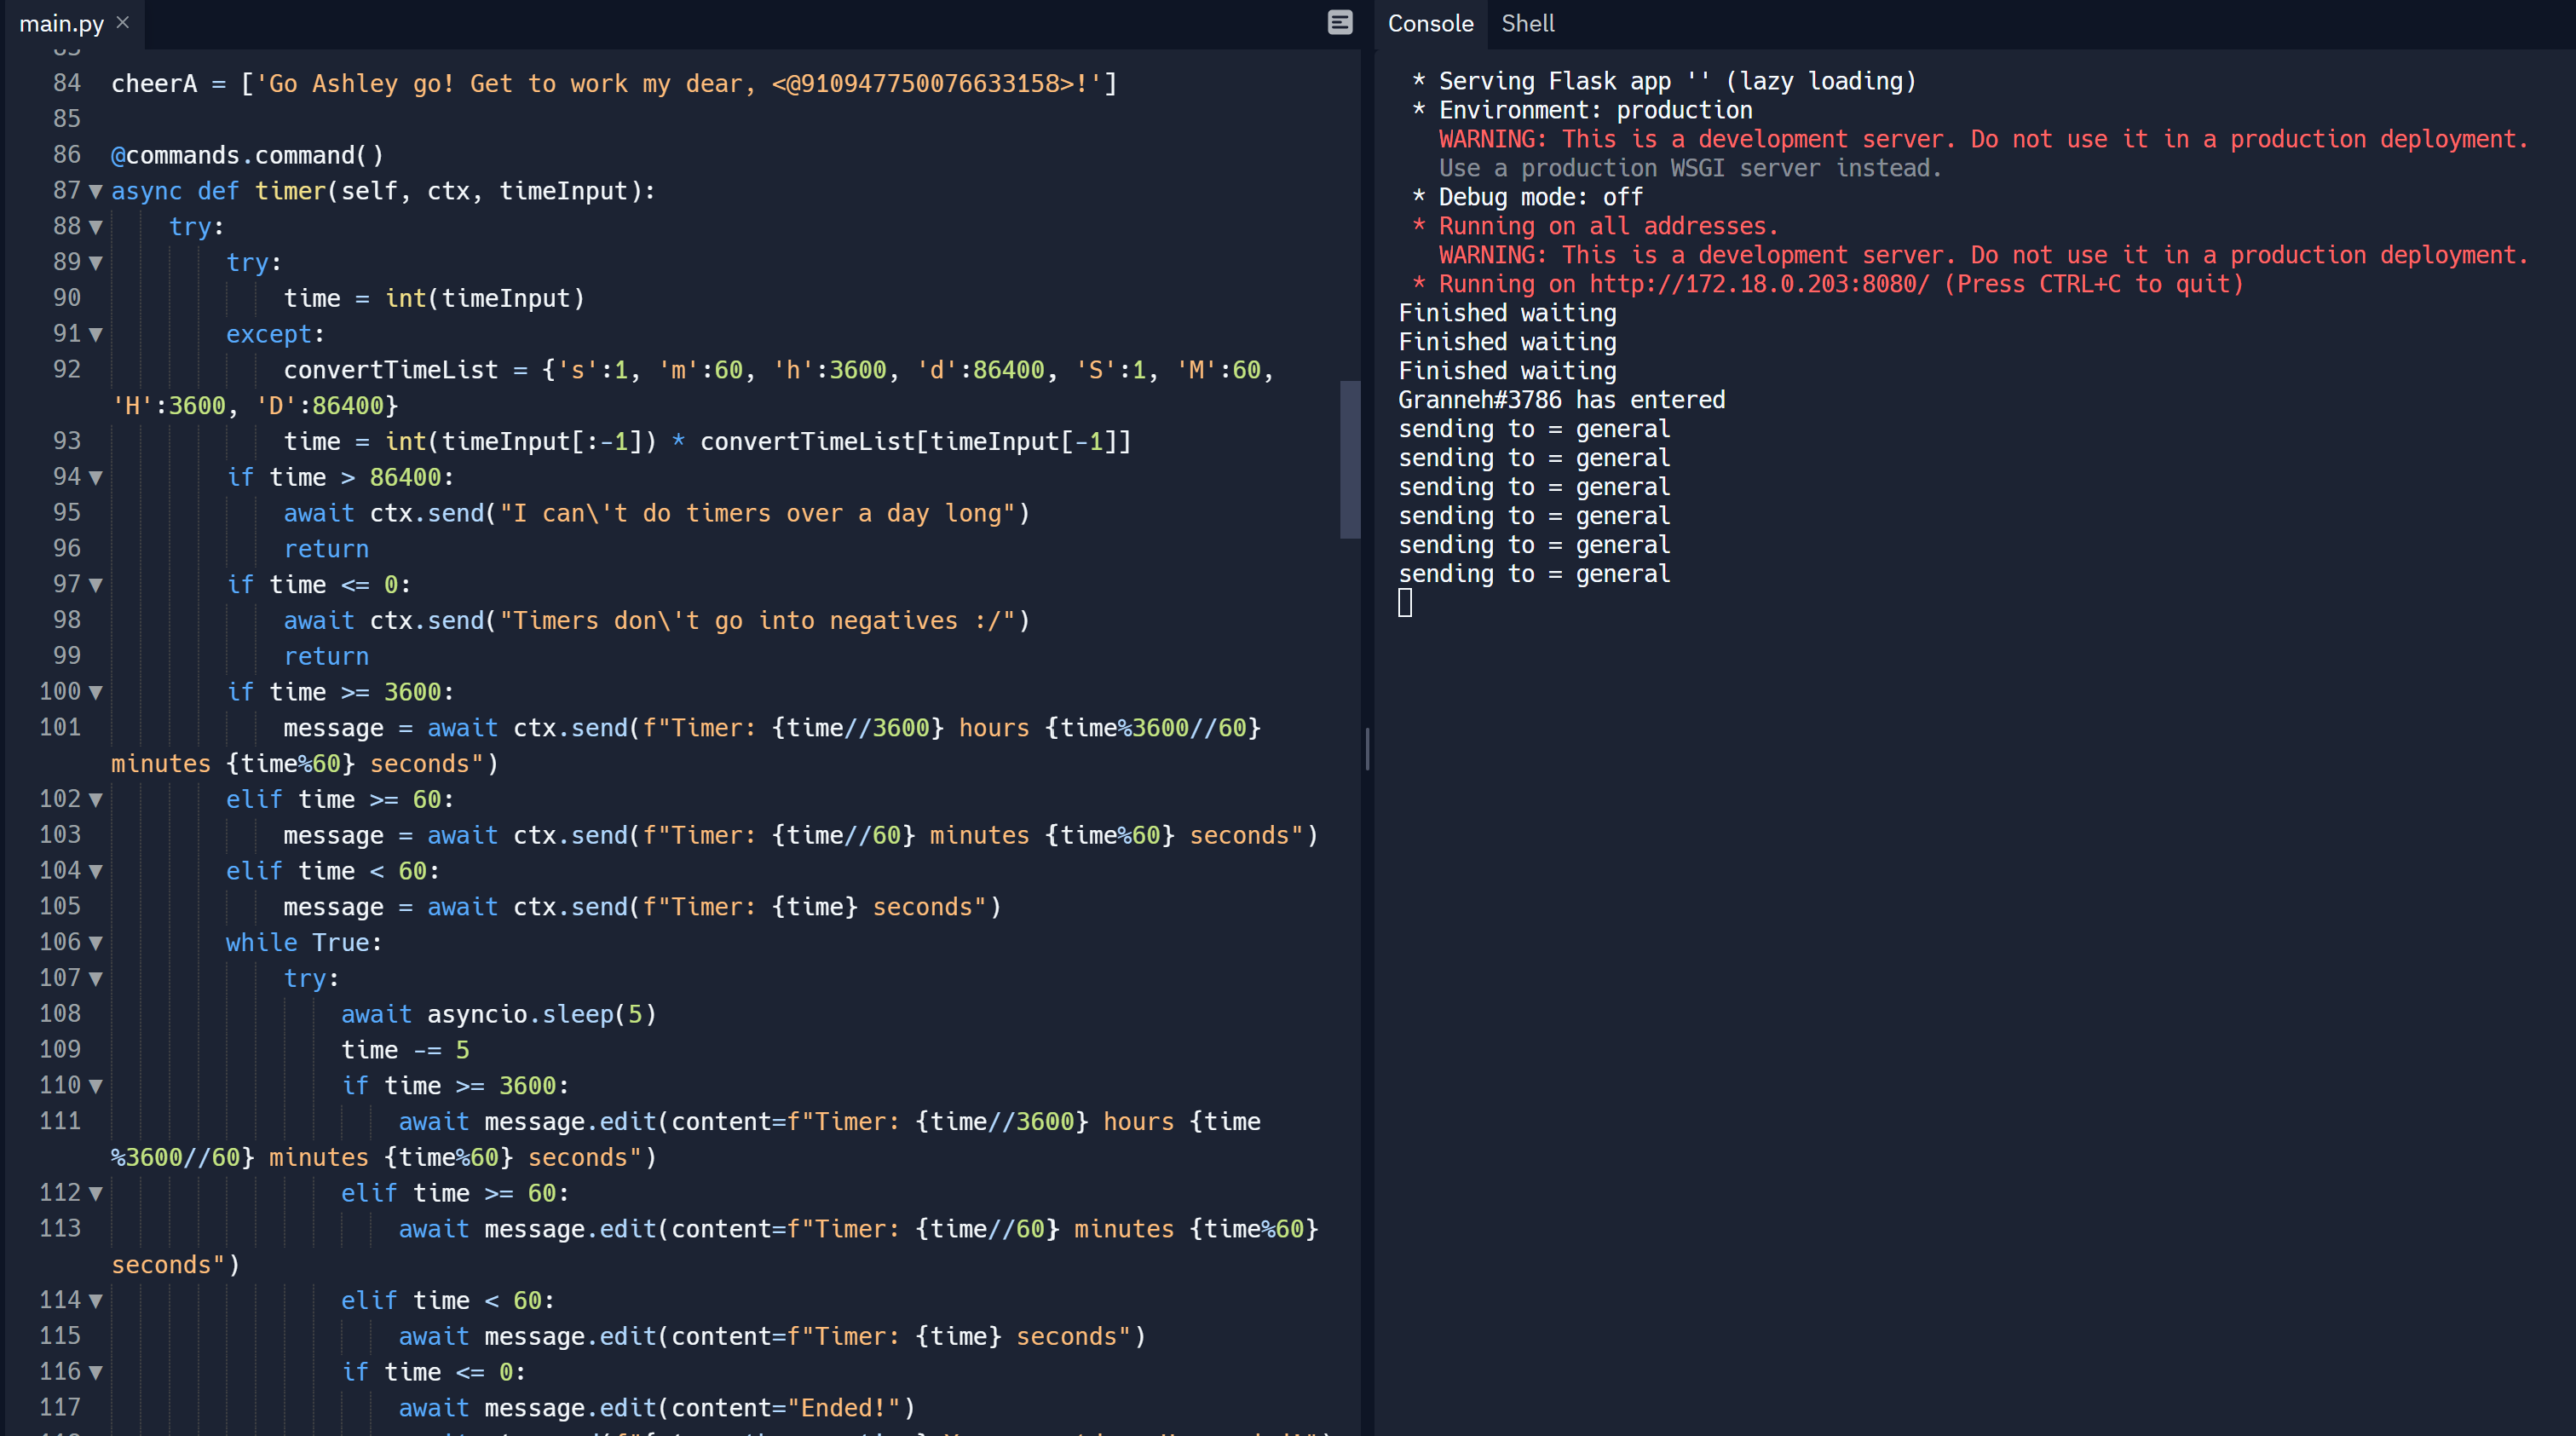 main.py ×
Console Shell
84 cheerA = ['Go Ashley go! Get to work my dear, <@910947750076633158>!']
85
86 @commands.command()
87 async def timer(self, ctx, timeInput):
88 try:
89 try:
90 time = int(timeInput)
91 except:
92 convertTimeList = {'s':1, 'm':60, 'h':3600, 'd':86400, 'S':1, 'M':60,
'H':3600, 'D':86400}
93 time = int(timeInput[:-1]) * convertTimeList[timeInput[-1]]
94 if time > 86400:
95 await ctx.send("I can\'t do timers over a day long")
96 return
97 if time <= 0:
98 await ctx.send("Timers don\'t go into negatives :/")
99 return
100 if time >= 3600:
101 message = await ctx.send(f"Timer: {time//3600} hours {time%3600//60}
minutes {time%60} seconds")
102 elif time >= 60:
103 message = await ctx.send(f"Timer: {time//60} minutes {time%60} seconds")
104 elif time < 60:
105 message = await ctx.send(f"Timer: {time} seconds")
106 while True:
107 try:
108 await asyncio.sleep(5)
109 time -= 5
110 if time >= 3600:
111 await message.edit(content=f"Timer: {time//3600} hours {time
%3600//60} minutes {time%60} seconds")
112 elif time >= 60:
113 await message.edit(content=f"Timer: {time//60} minutes {time%60}
seconds")
114 elif time < 60:
115 await message.edit(content=f"Timer: {time} seconds")
116 if time <= 0:
117 await message.edit(content="Ended!")
* Serving Flask app '' (lazy loading)
* Environment: production
WARNING: This is a development server. Do not use it in a production deployment.
Use a production WSGI server instead.
* Debug mode: off
* Running on all addresses.
WARNING: This is a development server. Do not use it in a production deployment.
* Running on http://172.18.0.203:8080/ (Press CTRL+C to quit)
Finished waiting
Finished waiting
Finished waiting
Granneh#3786 has entered
sending to = general
sending to = general
sending to = general
sending to = general
sending to = general
sending to = general